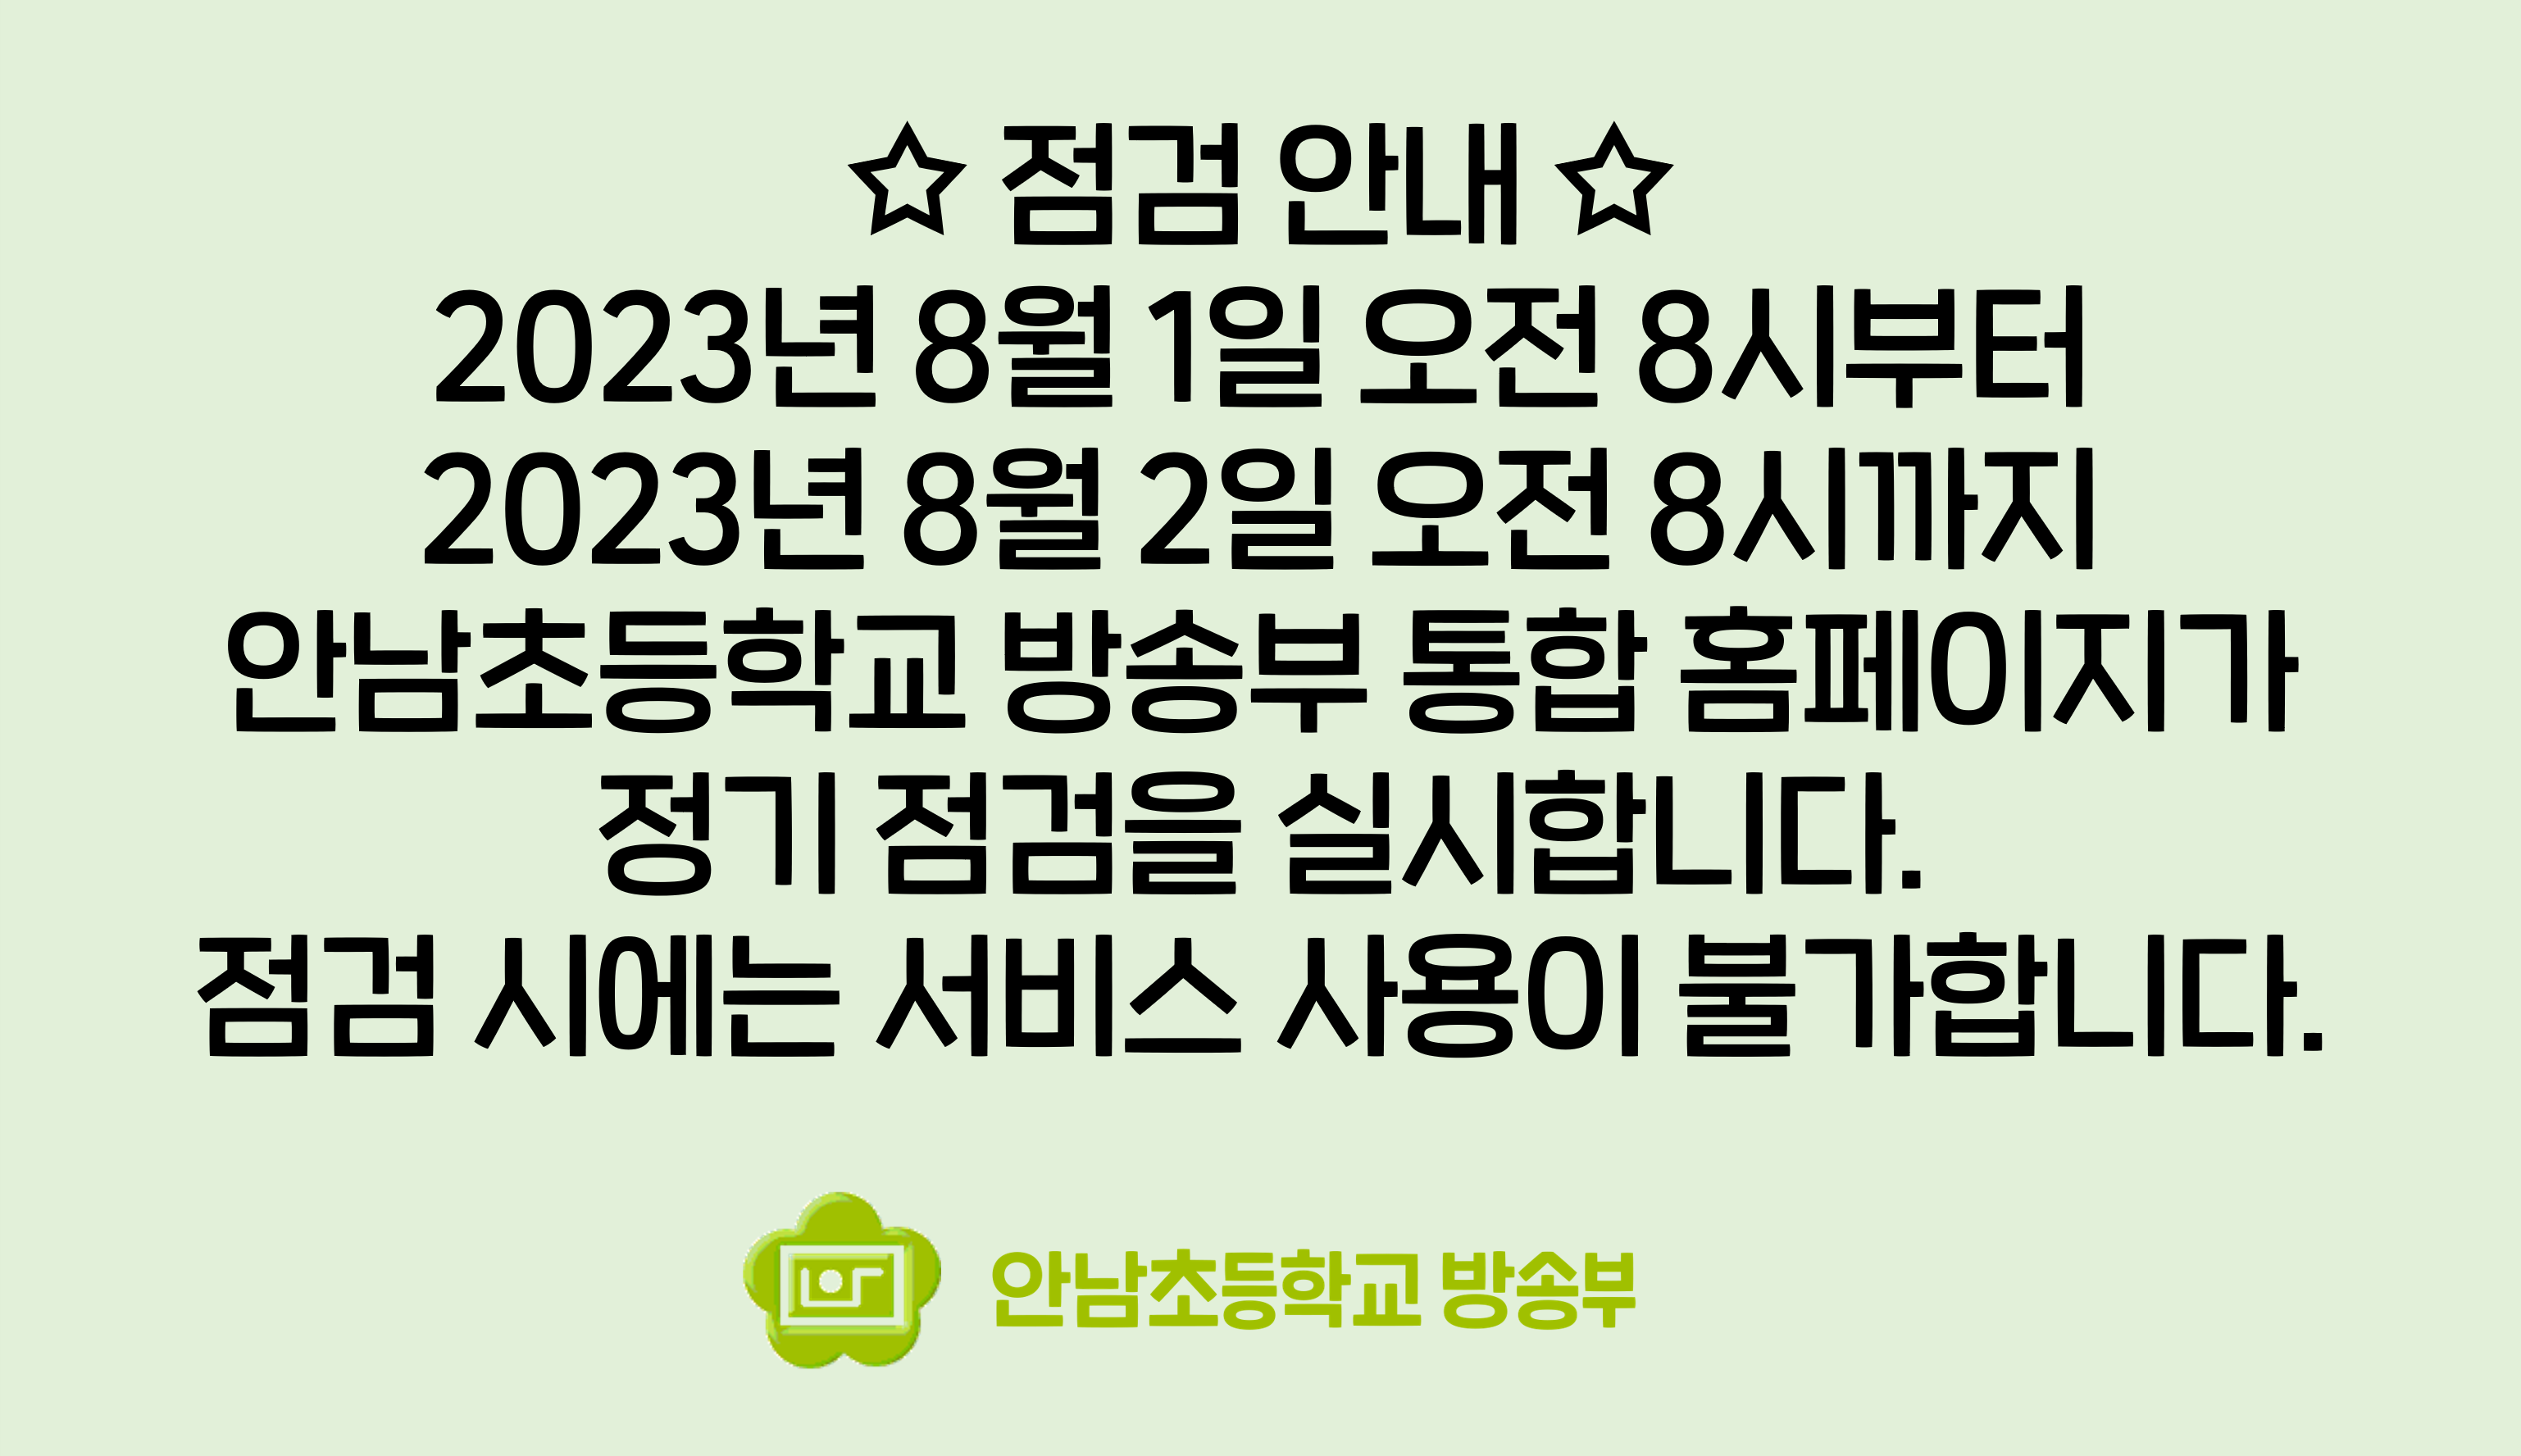 ☆ 점검 안내 ☆
2023년 8월 1일 오전 8시부터
2023년 8월 2일 오전 8시까지
안남초등학교 방송부 통합 홈페이지가
정기 점검을 실시합니다.
점검 시에는 서비스 사용이 불가합니다.
안남초등학교 방송부